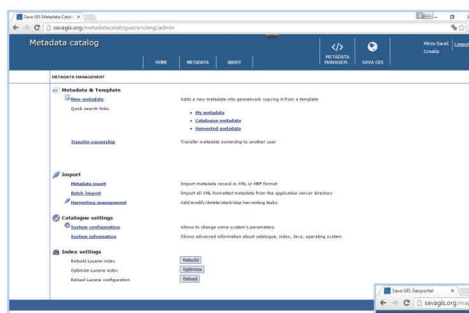 Sava GIS Metadata Catalo
savagis.org/metadatacatalogue/srv/eng/admin
Metadata catalog
HOME METADATA ABOUT
</>
METADATA MANAGEM.
SAVA GIS
Mirza Sarač Logout
Croatia
METADATA MANAGEMENT
Metadata & Template
New metadata Adds a new metadata into geonetwork copying it from a template
Quick search links
My metadata
Catalogue metadata
Harvested metadata
Transfer ownership Transfer metadata ownership to another user
Import
Metadata insert Import metadata record in XML or MEF format
Batch Import Import all XML formatted metadata from the application server directory
Harvesting management Add/modify/delete/start/stop harvesting tasks
Catalogue settings
System configuration Allows to change some system's parameters
System information Shows advanced information about catalogue, index, Java, operating system
Index settings
Rebuild Lucene index Rebuild
Optimize Lucene index Optimize
Reload Lucene configuration Reload
Sava GIS Geoportal
savagis.org/map